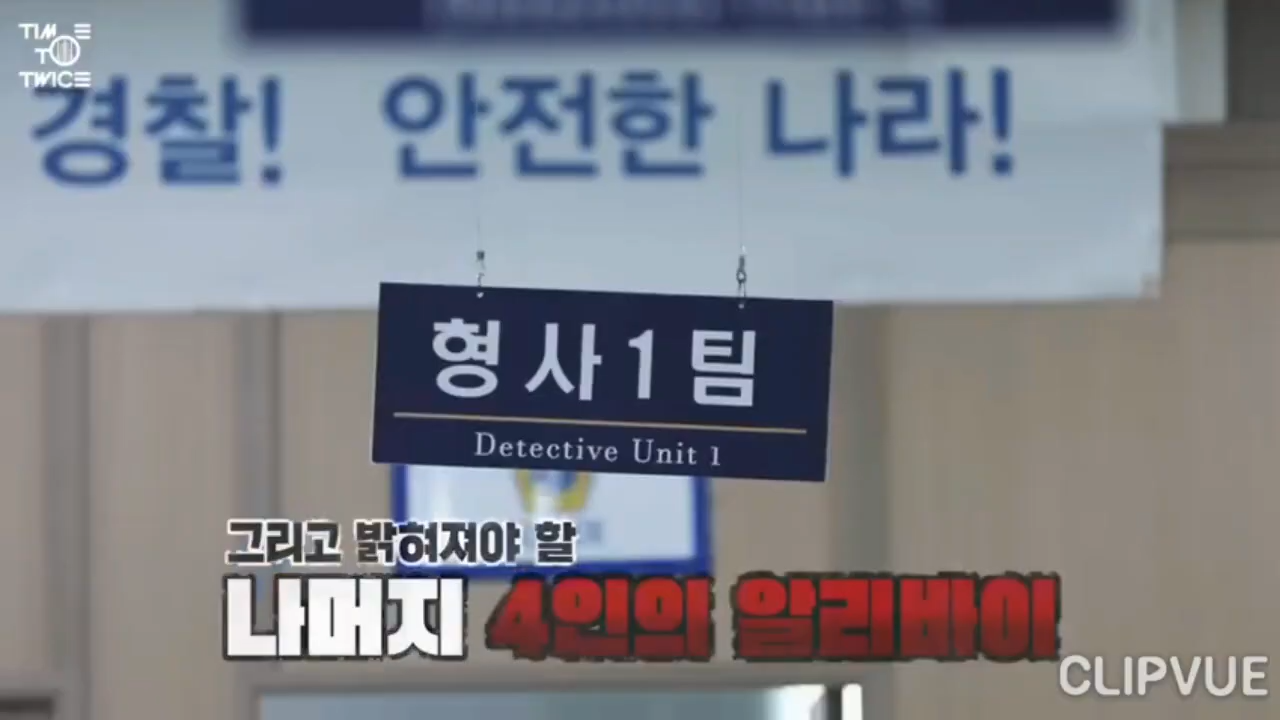 TIME
TO
TWICE
경찰! 안전한 나라!
형사1팀
Detective Unit 1
그리고 밝혀져야 할
나머지 4인의 알리바이
CLIPVUE